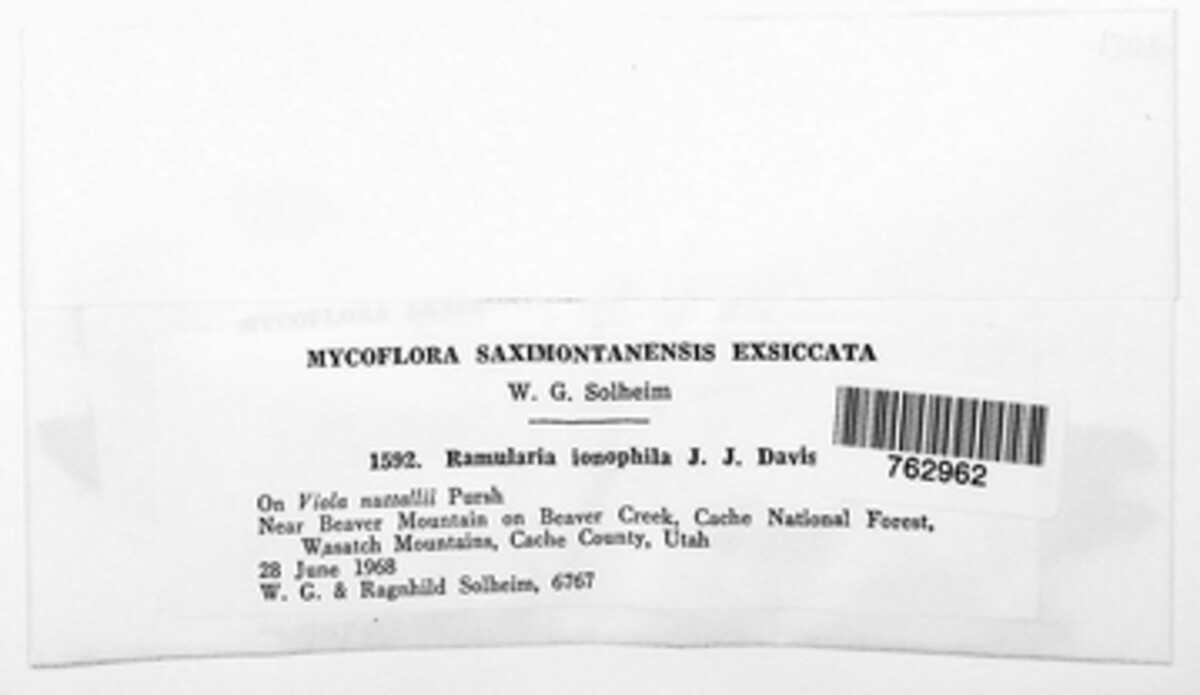 MYCOFLORA SAXIMONTANENSIS EXSICCATA
W. G. Solheim
1592. Ramularia ionophila J. J. Davis
762962
On Viola nuttallii Pursh
Near Beaver Mountain on Beaver Creek, Cache National Forest,
Wasatch Mountains, Cache County, Utah
28 June 1968
W. G. & Ragnhild Solheim, 6767